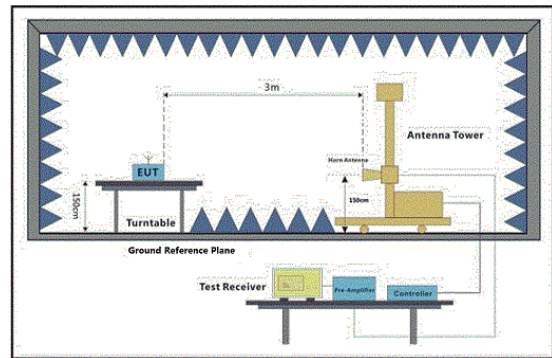 3m
Antenna Tower
Horn Antenna
EUT
150cm
150cm
Turntable
Ground Reference Plane
Test Receiver
Pre-Amplifier
Controller